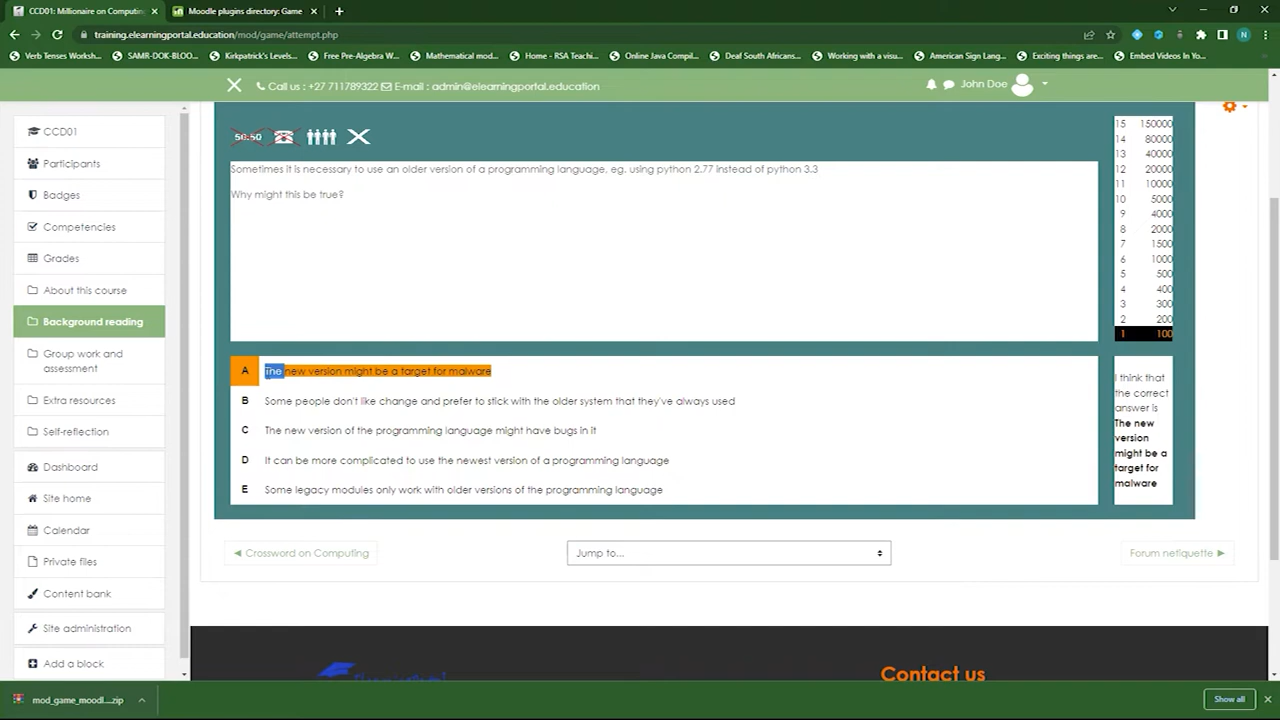 CCD01: Millionaire on Computing
Moodle plugins directory: Game
training.elearningportal.education/mod/game/attempt.php
Verb Tenses Worksh...
SAMR-DOK-BLOO...
Kirkpatrick's Levels...
Free Pre-Algebra W...
Mathematical mod...
Home - RSA Teachi...
Online Java Compil...
Deaf South Africans...
Working with a visu...
American Sign Lang...
Exciting things are...
Embed Videos In Yo...
Call us : +27 711789322 E-mail : admin@elearningportal.education
John Doe
CCD01
Participants
Badges
Competencies
Grades
About this course
Background reading
Group work and
assessment
Extra resources
Self-reflection
Dashboard
Site home
Calendar
Private files
Content bank
Site administration
Add a block
50:50
Sometimes it is necessary to use an older version of a programming language. eg. using python 2.77 instead of python 3.3
Why might this be true?
15 150000
14 80000
13 40000
12 20000
11 10000
10 5000
9 4000
8 2000
7 1500
6 1000
5 500
4 400
3 300
2 200
1 100
A The new version might be a target for malware
B Some people don't like change and prefer to stick with the older system that they've always used
C The new version of the programming language might have bugs in it
D It can be more complicated to use the newest version of a programming language
E Some legacy modules only work with older versions of the programming language
I think that
the correct
answer is
The new
version
might be a
target for
malware
◄ Crossword on Computing
Jump to...
Forum netiquette ►
Contact us
mod_game_moodl....zip
Show all